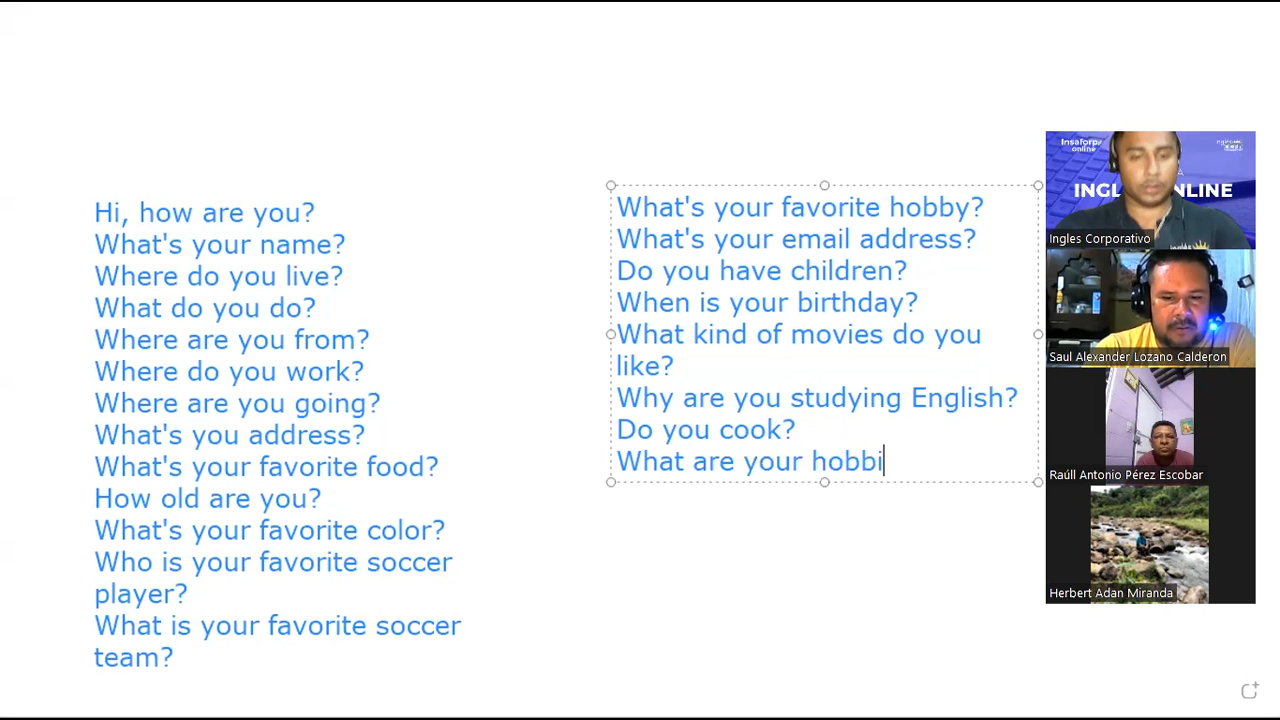 Hi, how are you?
What's your name?
Where do you live?
What do you do?
Where are you from?
Where do you work?
Where are you going?
What's you address?
What's your favorite food?
How old are you?
What's your favorite color?
Who is your favorite soccer
player?
What is your favorite soccer
team?
What's your favorite hobby?
What's your email address?
Do you have children?
When is your birthday?
What kind of movies do you
like?
Why are you studying English?
Do you cook?
What are your hobbi
Insaforp
online
INGL
NLINE
Ingles Corporativo
Saul Alexander Lozano Calderon
Raúll Antonio Pérez Escobar
Herbert Adan Miranda